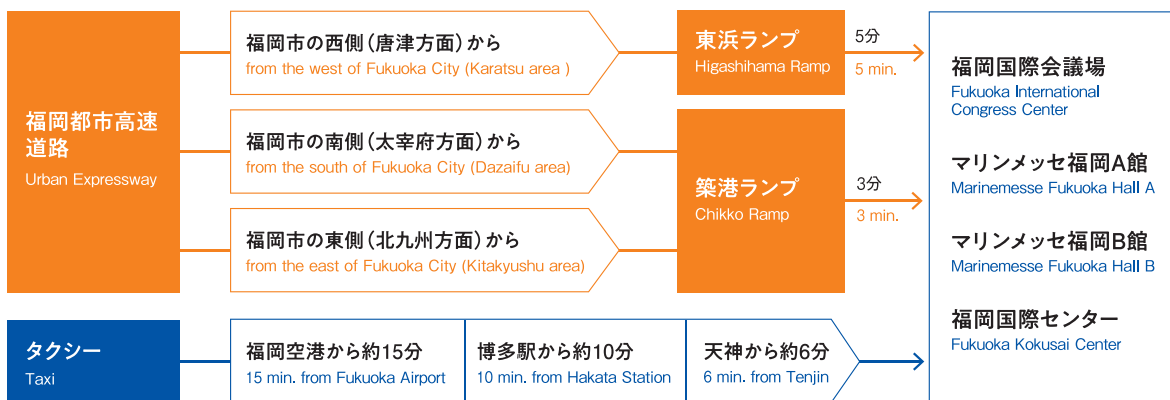 福岡都市高速
道路
Urban Expressway
福岡市の西側（唐津方面）から
from the west of Fukuoka City (Karatsu area )
東浜ランプ
Higashihama Ramp
5分
5 min.
福岡市の南側（太宰府方面）から
from the south of Fukuoka City (Dazaifu area)
福岡市の東側（北九州方面）から
from the east of Fukuoka City (Kitakyushu area)
築港ランプ
Chikko Ramp
3分
3 min.
タクシー
Taxi
福岡空港から約15分
15 min. from Fukuoka Airport
博多駅から約10分
10 min. from Hakata Station
天神から約6分
6 min. from Tenjin
福岡国際会議場
Fukuoka International
Congress Center
マリンメッセ福岡A館
Marinemesse Fukuoka Hall A
マリンメッセ福岡B館
Marinemesse Fukuoka Hall B
福岡国際センター
Fukuoka Kokusai Center